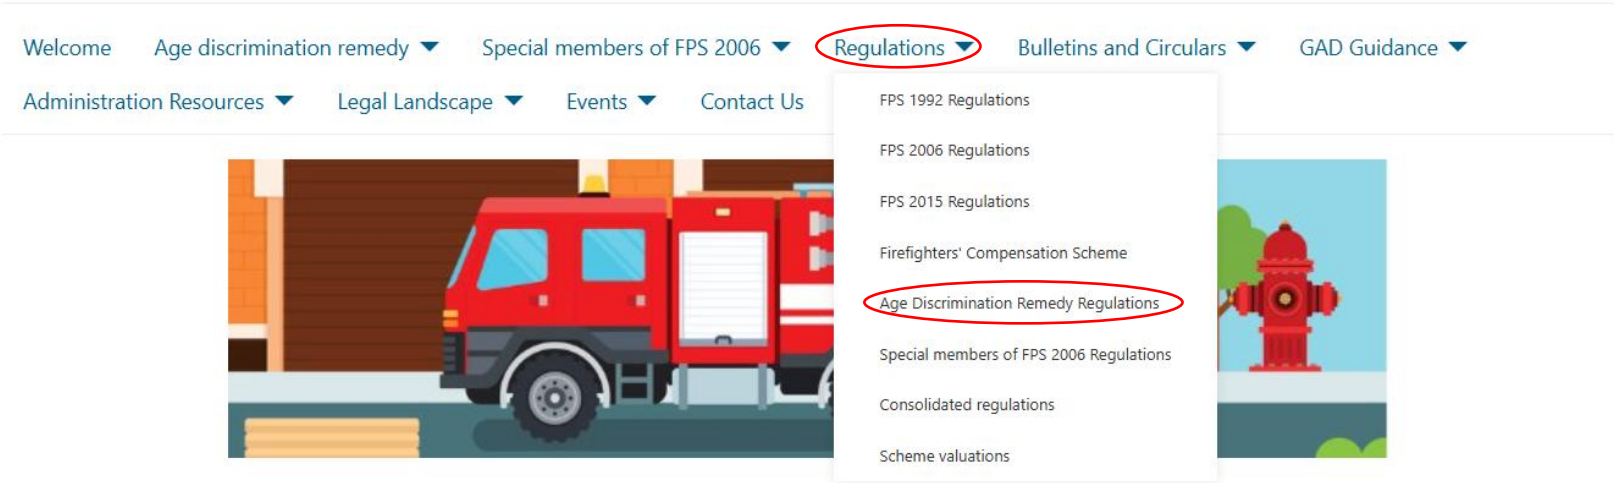 Welcome Age discrimination remedy Special members of FPS 2006 Regulations Bulletins and Circulars GAD Guidance
Administration Resources Legal Landscape Events Contact Us
FPS 1992 Regulations
FPS 2006 Regulations
FPS 2015 Regulations
Firefighters' Compensation Scheme
Age Discrimination Remedy Regulations
Special members of FPS 2006 Regulations
Consolidated regulations
Scheme valuations